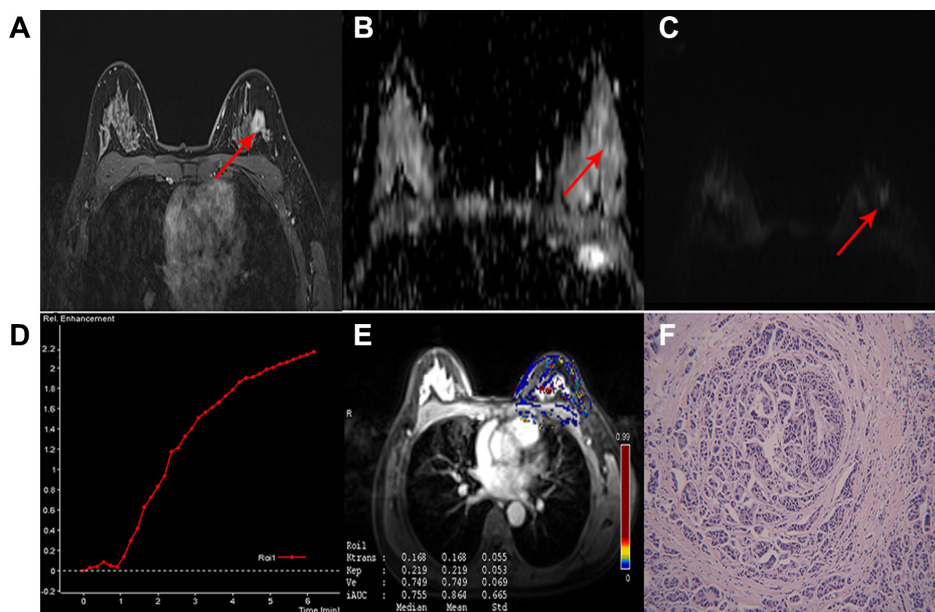 A
B
C
D
Rel. Enhancement
2.2
2
1.8
1.6
1.4
1.2
1
0.8
0.6
0.4
0.2
0
-0.2
0 1 2 3 4 5 6
Roi1
Time [min]
E
R
0.99
0
Roi1
Ktrans : 0.168 0.168 0.055
Kep : 0.219 0.219 0.053
Ve : 0.749 0.749 0.069
iAUC : 0.755 0.864 0.665
Median Mean Std
F